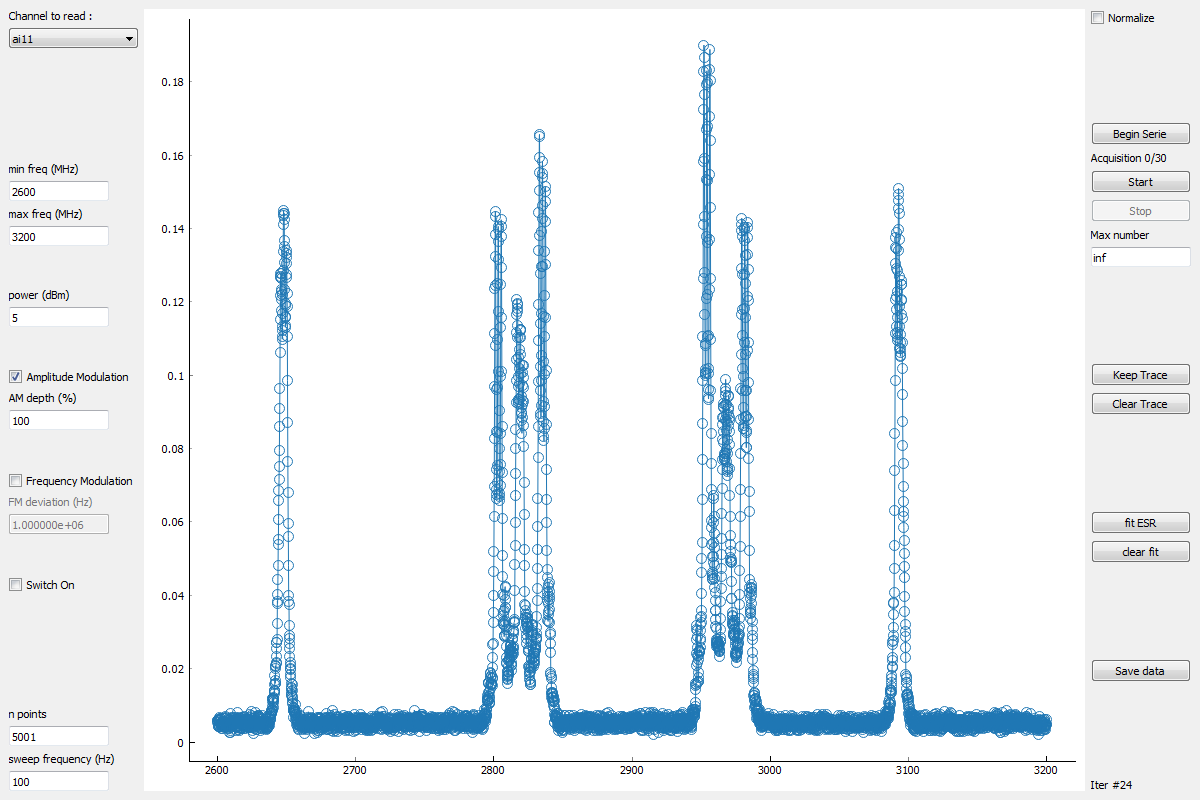 Channel to read :
ai11
min freq (MHz)
2600
max freq (MHz)
3200
power (dBm)
5
Amplitude Modulation
AM depth (%)
100
Frequency Modulation
FM deviation (Hz)
1.000000e+06
Switch On
n points
5001
sweep frequency (Hz)
100
0.18
0.16
0.14
0.12
0.1
0.08
0.06
0.04
0.02
0
2600 2700 2800 2900 3000 3100 3200
Normalize
Begin Serie
Acquisition 0/30
Start
Stop
Max number
inf
Keep Trace
Clear Trace
fit ESR
clear fit
Save data
Iter #24